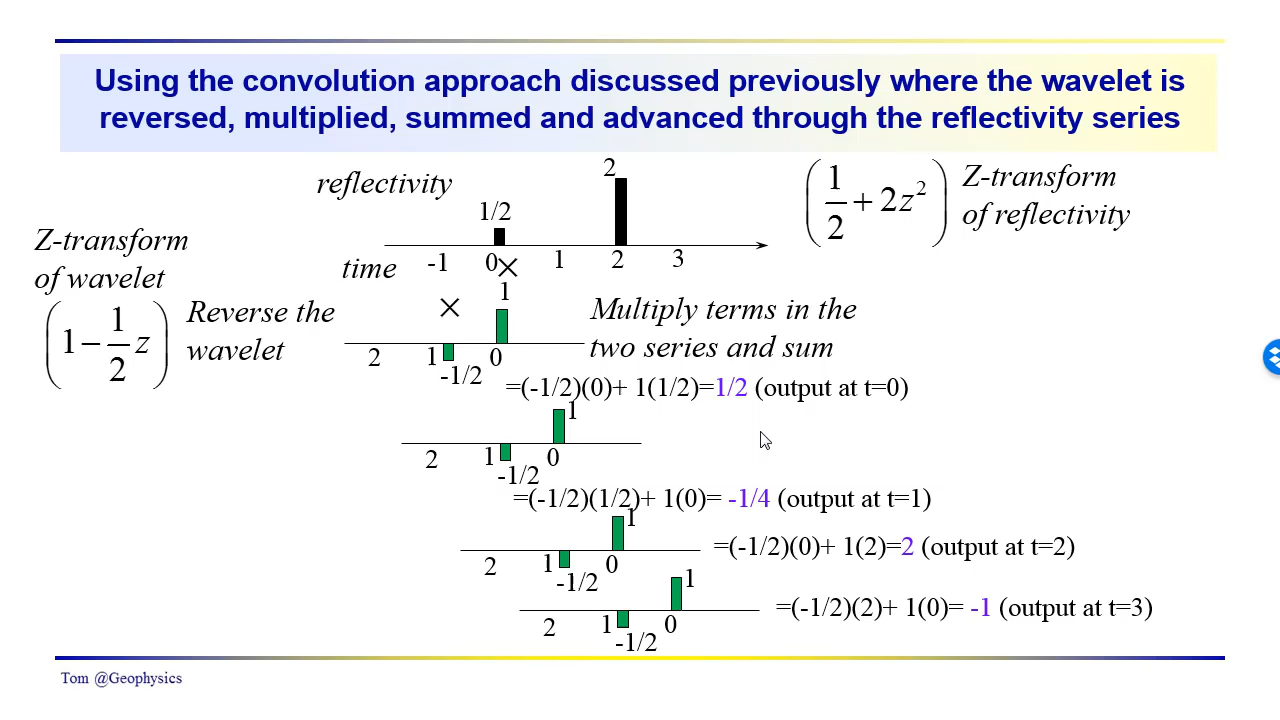 Using the convolution approach discussed previously where the wavelet is
reversed, multiplied, summed and advanced through the reflectivity series
reflectivity
2
1/2
(1/2 + 2z²)
Z-transform
of reflectivity
Z-transform
of wavelet
time -1 0 1 2 3
×
× 1
(1 − 1/2 z)
Reverse the
wavelet
Multiply terms in the
two series and sum
2 1 0
-1/2
=(-1/2)(0)+ 1(1/2)=1/2 (output at t=0)
1
2 1 0
-1/2
=(-1/2)(1/2)+ 1(0)= -1/4 (output at t=1)
1
2 1 0
-1/2
=(-1/2)(0)+ 1(2)=2 (output at t=2)
1
2 1 0
-1/2
=(-1/2)(2)+ 1(0)= -1 (output at t=3)
Tom @Geophysics